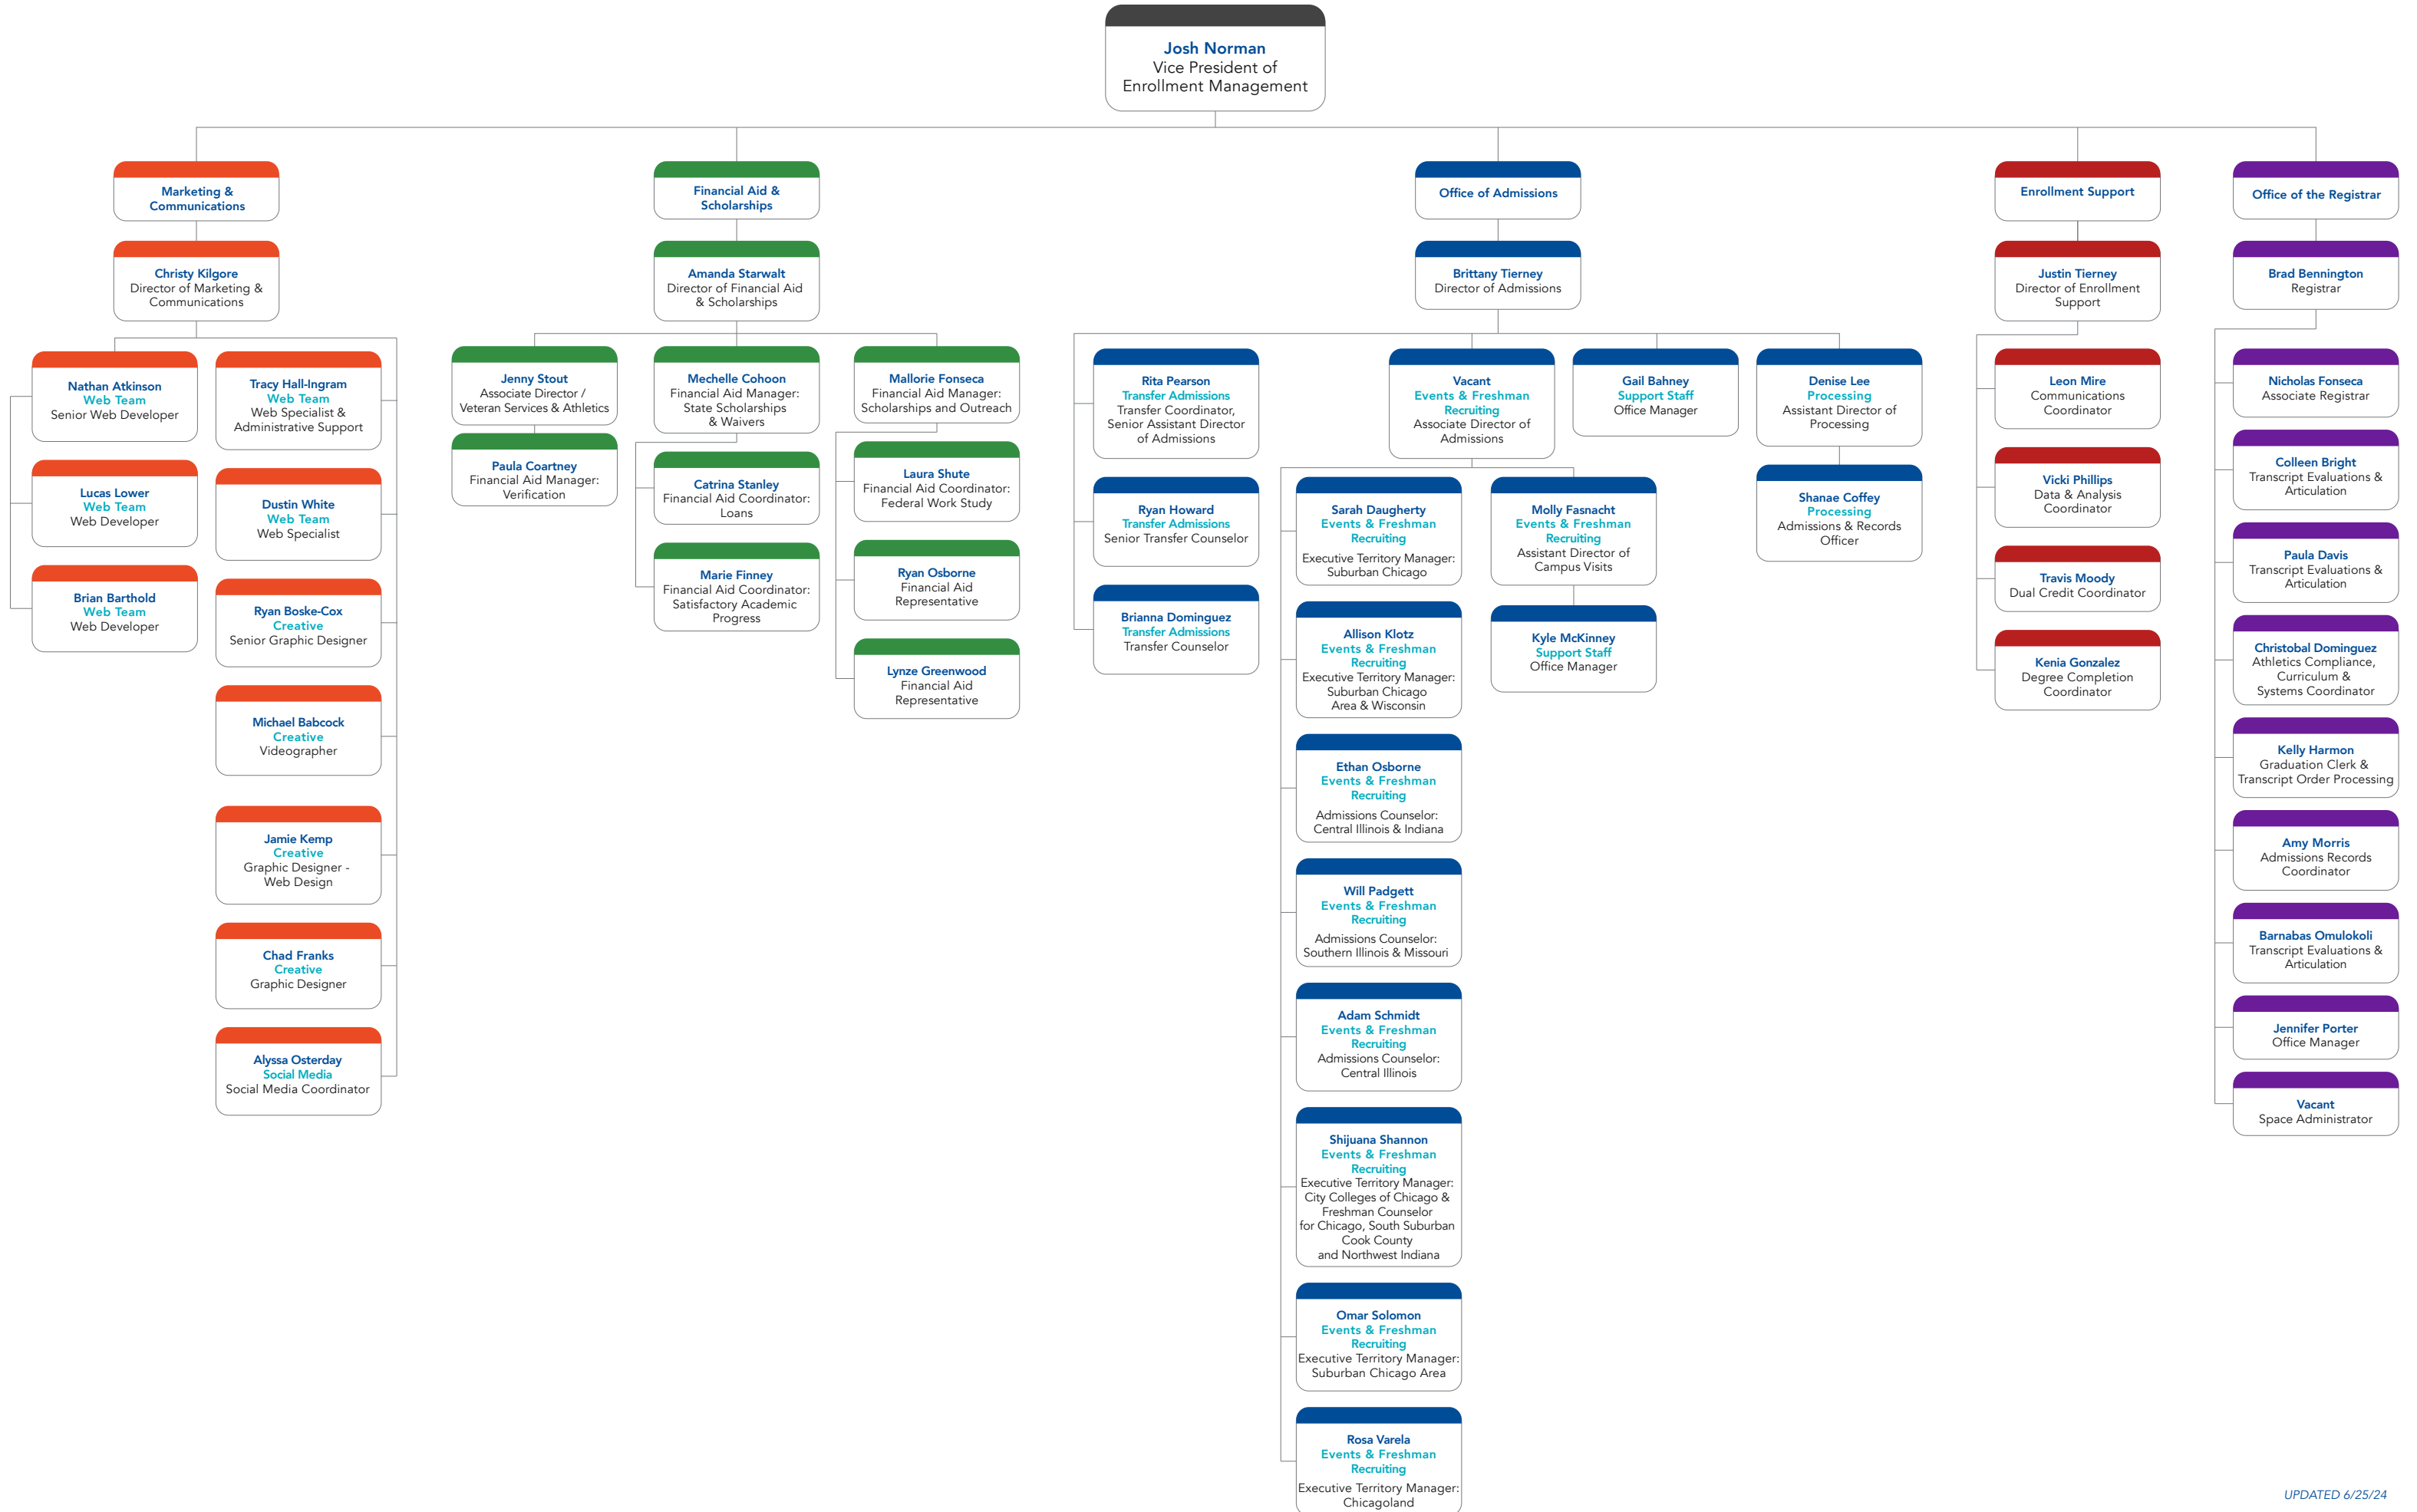 Josh Norman
Vice President of
Enrollment Management
Marketing &
Communications
Christy Kilgore
Director of Marketing &
Communications
Nathan Atkinson
Web Team
Senior Web Developer
Lucas Lower
Web Team
Web Developer
Brian Barthold
Web Team
Web Developer
Tracy Hall-Ingram
Web Team
Web Specialist &
Administrative Support
Dustin White
Web Team
Web Specialist
Ryan Boske-Cox
Creative
Senior Graphic Designer
Michael Babcock
Creative
Videographer
Jamie Kemp
Creative
Graphic Designer -
Web Design
Chad Franks
Creative
Graphic Designer
Alyssa Osterday
Social Media
Social Media Coordinator
Financial Aid &
Scholarships
Amanda Starwalt
Director of Financial Aid
& Scholarships
Jenny Stout
Associate Director /
Veteran Services & Athletics
Paula Coartney
Financial Aid Manager:
Verification
Mechelle Cohoon
Financial Aid Manager:
State Scholarships
& Waivers
Catrina Stanley
Financial Aid Coordinator:
Loans
Marie Finney
Financial Aid Coordinator:
Satisfactory Academic
Progress
Mallorie Fonseca
Financial Aid Manager:
Scholarships and Outreach
Laura Shute
Financial Aid Coordinator:
Federal Work Study
Ryan Osborne
Financial Aid
Representative
Lynze Greenwood
Financial Aid
Representative
Office of Admissions
Brittany Tierney
Director of Admissions
Rita Pearson
Transfer Admissions
Transfer Coordinator,
Senior Assistant Director
of Admissions
Ryan Howard
Transfer Admissions
Senior Transfer Counselor
Brianna Dominguez
Transfer Admissions
Transfer Counselor
Vacant
Events & Freshman
Recruiting
Associate Director of
Admissions
Sarah Daugherty
Events & Freshman
Recruiting
Executive Territory Manager:
Suburban Chicago
Allison Klotz
Events & Freshman
Recruiting
Executive Territory Manager:
Suburban Chicago
Area & Wisconsin
Ethan Osborne
Events & Freshman
Recruiting
Admissions Counselor:
Central Illinois & Indiana
Will Padgett
Events & Freshman
Recruiting
Admissions Counselor:
Southern Illinois & Missouri
Adam Schmidt
Events & Freshman
Recruiting
Admissions Counselor:
Central Illinois
Shijuana Shannon
Events & Freshman
Recruiting
Executive Territory Manager:
City Colleges of Chicago &
Freshman Counselor
for Chicago, South Suburban
Cook County
and Northwest Indiana
Omar Solomon
Events & Freshman
Recruiting
Executive Territory Manager:
Suburban Chicago Area
Rosa Varela
Events & Freshman
Recruiting
Executive Territory Manager:
Chicagoland
Molly Fasnacht
Events & Freshman
Recruiting
Assistant Director of
Campus Visits
Kyle McKinney
Support Staff
Office Manager
Gail Bahney
Support Staff
Office Manager
Denise Lee
Processing
Assistant Director of
Processing
Shanae Coffey
Processing
Admissions & Records
Officer
Enrollment Support
Justin Tierney
Director of Enrollment
Support
Leon Mire
Communications
Coordinator
Vicki Phillips
Data & Analysis
Coordinator
Travis Moody
Dual Credit Coordinator
Kenia Gonzalez
Degree Completion
Coordinator
Office of the Registrar
Brad Bennington
Registrar
Nicholas Fonseca
Associate Registrar
Colleen Bright
Transcript Evaluations &
Articulation
Paula Davis
Transcript Evaluations &
Articulation
Christobal Dominguez
Athletics Compliance,
Curriculum &
Systems Coordinator
Kelly Harmon
Graduation Clerk &
Transcript Order Processing
Amy Morris
Admissions Records
Coordinator
Barnabas Omulokoli
Transcript Evaluations &
Articulation
Jennifer Porter
Office Manager
Vacant
Space Administrator
UPDATED 6/25/24